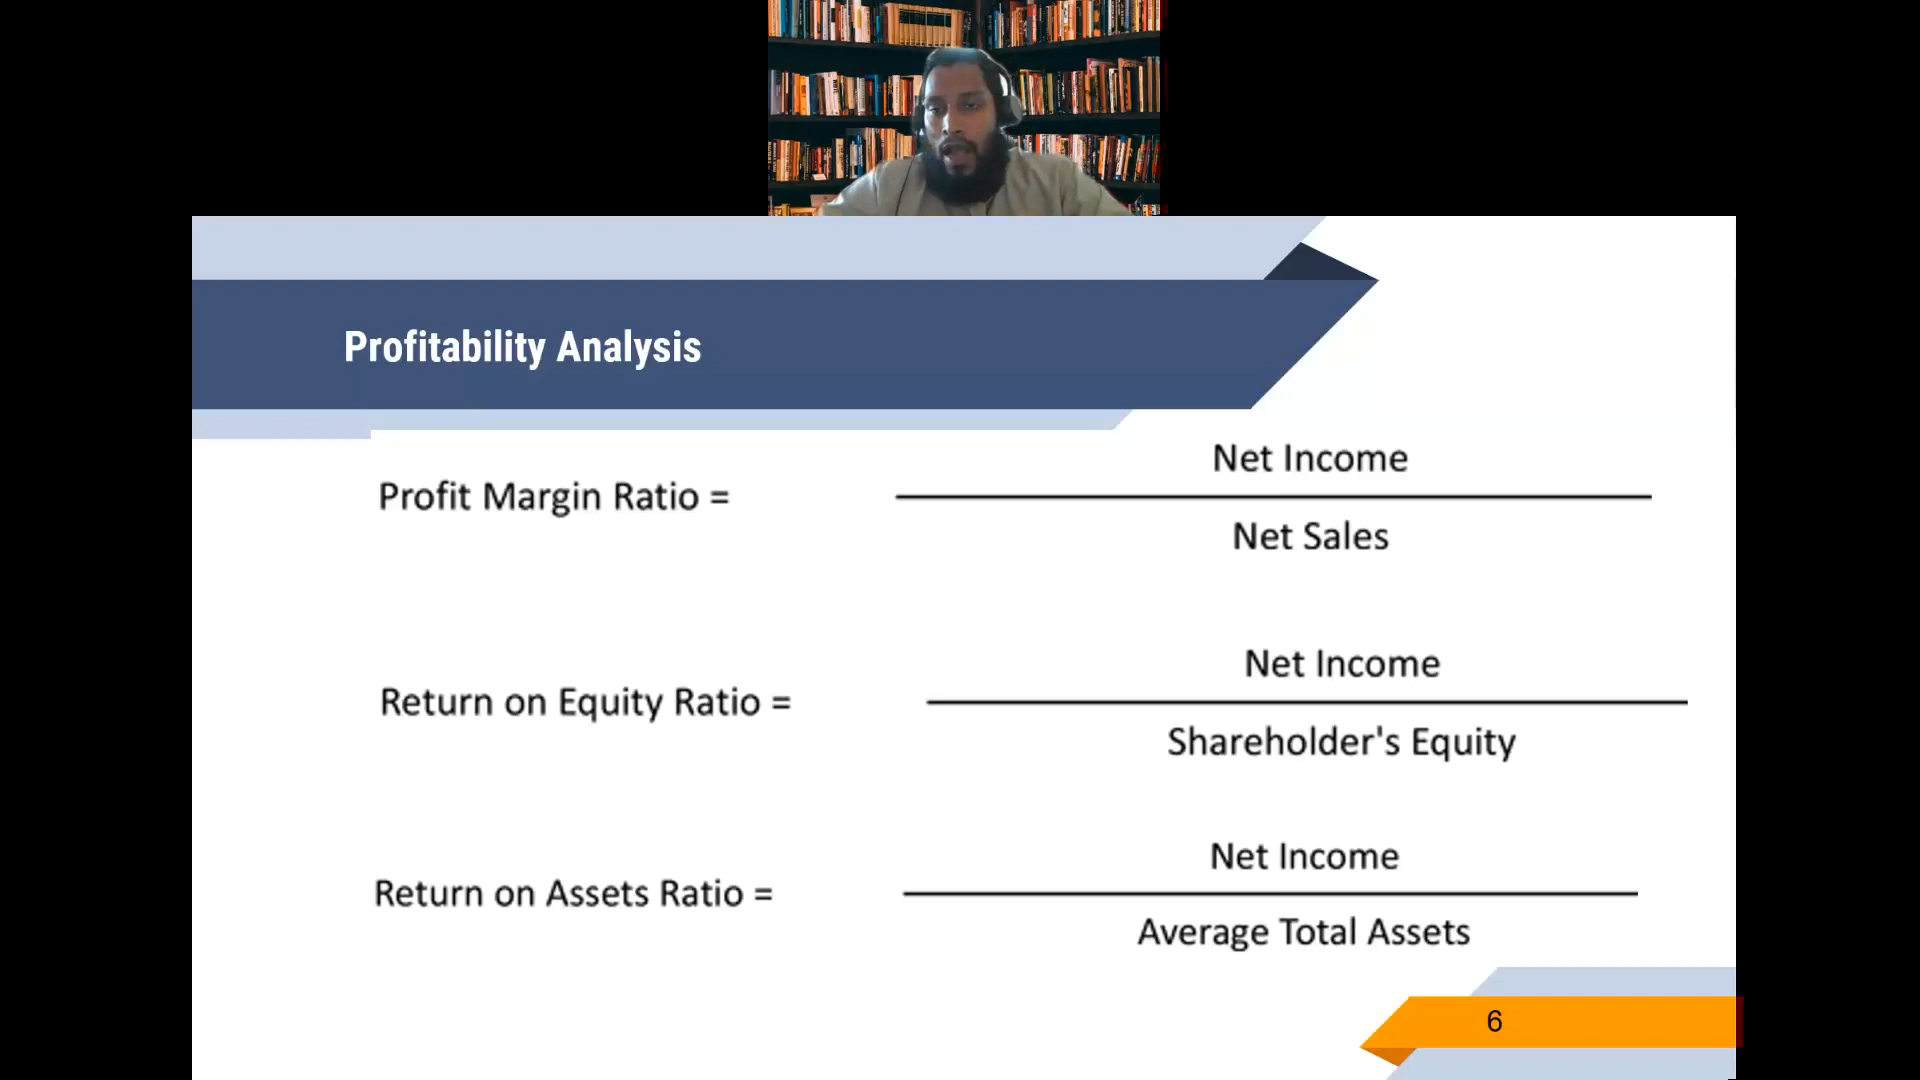 Profitability Analysis
Profit Margin Ratio =
Net Income
Net Sales
Return on Equity Ratio =
Net Income
Shareholder's Equity
Return on Assets Ratio =
Net Income
Average Total Assets
6